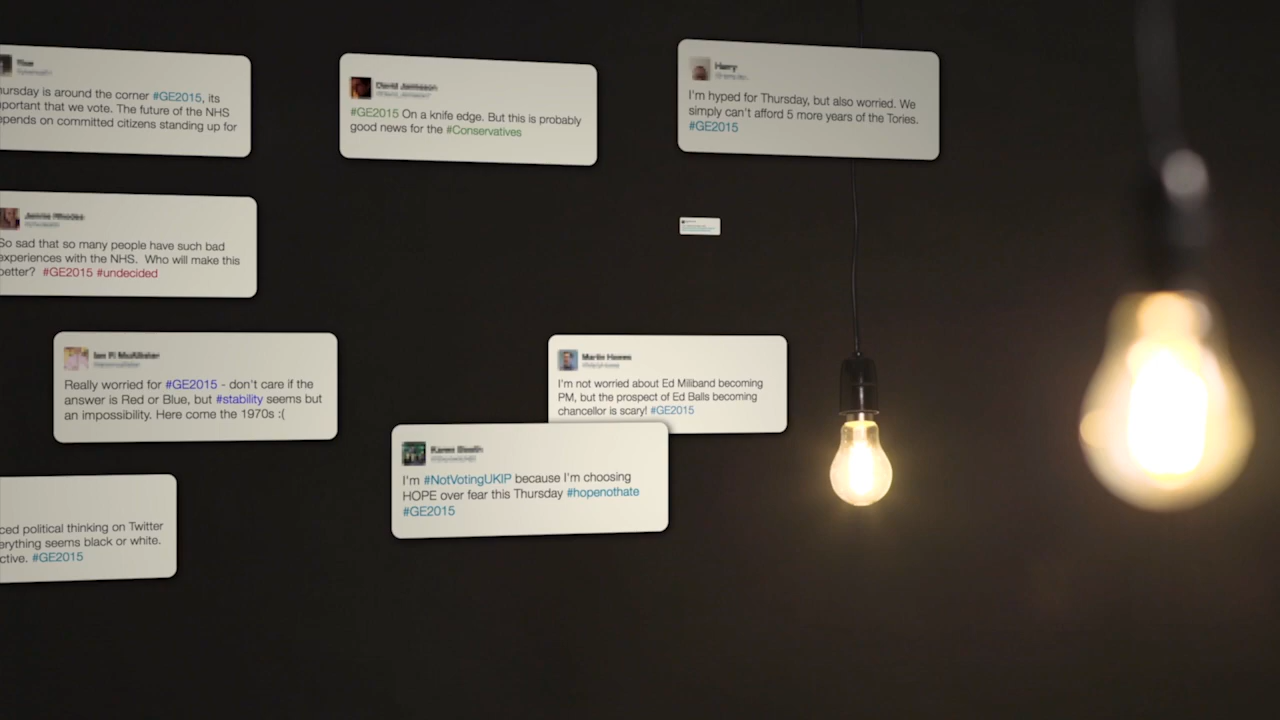 hursday is around the corner #GE2015, its
portant that we vote. The future of the NHS
epends on committed citizens standing up for
#GE2015 On a knife edge. But this is probably
good news for the #Conservatives
Harry
I'm hyped for Thursday, but also worried. We
simply can't afford 5 more years of the Tories.
#GE2015
So sad that so many people have such bad
experiences with the NHS. Who will make this
better? #GE2015 #undecided
Really worried for #GE2015 - don't care if the
answer is Red or Blue, but #stability seems but
an impossibility. Here come the 1970s :(
I'm not worried about Ed Miliband becoming
PM, but the prospect of Ed Balls becoming
chancellor is scary! #GE2015
I'm #NotVotingUKIP because I'm choosing
HOPE over fear this Thursday #hopenothate
#GE2015
ced political thinking on Twitter
erything seems black or white.
ctive. #GE2015